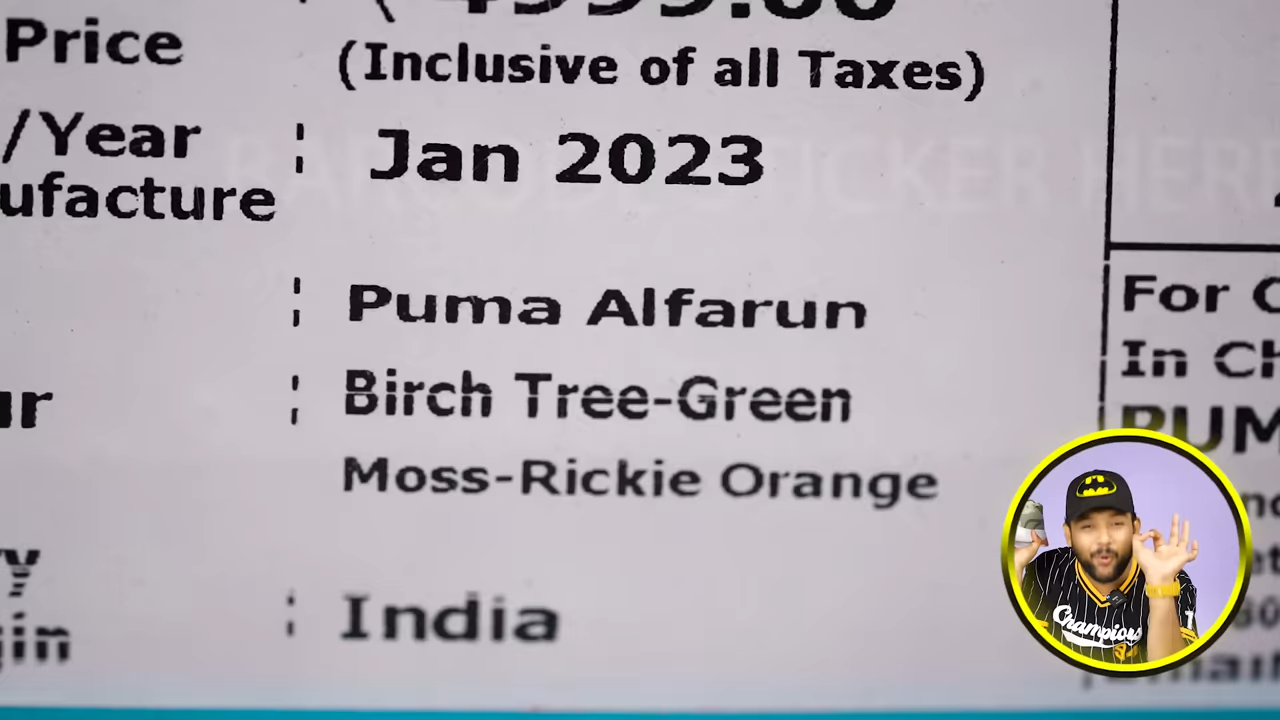 Price
(Inclusive of all Taxes)
/Year : Jan 2023
ufacture
: Puma Alfarun
: Birch Tree-Green
Moss-Rickie Orange
: India
For
In
Champions